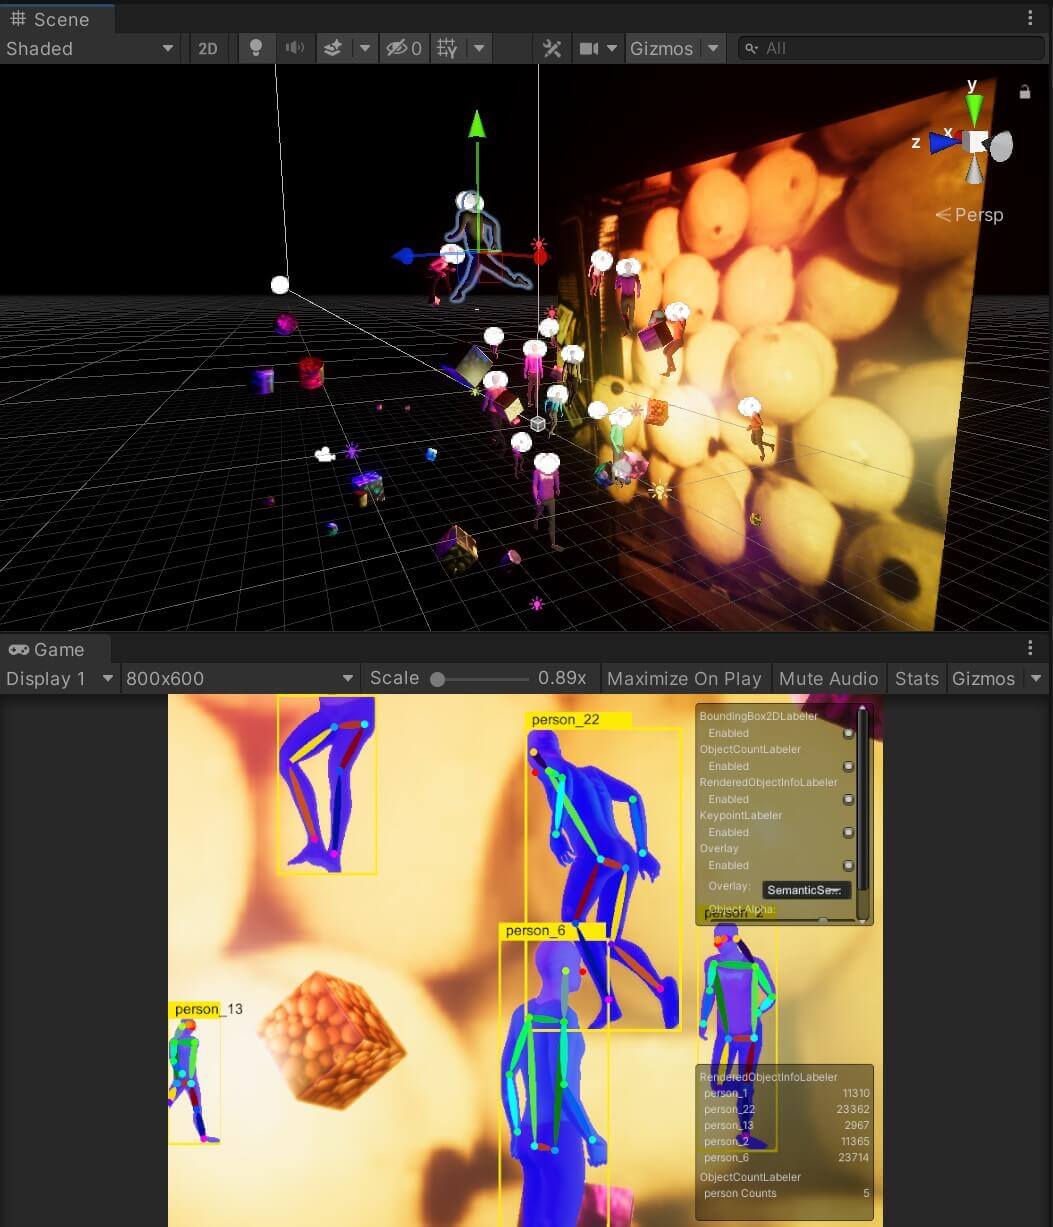 Scene
Shaded 2D 0 Gizmos All
y
x
z
Persp
Game
Display 1 800x600 Scale 0.89x Maximize On Play Mute Audio Stats Gizmos
person_22
BoundingBox2DLabeler
Enabled
ObjectCountLabeler
Enabled
RenderedObjectInfoLabeler
Enabled
KeypointLabeler
Enabled
Overlay
Enabled
Overlay: SemanticSe...
Object Alpha:
person_2
person_6
person_13
RenderedObjectInfoLabeler
person_1 11310
person_22 23362
person_13 2967
person_2 11365
person_6 23714
ObjectCountLabeler
person Counts 5